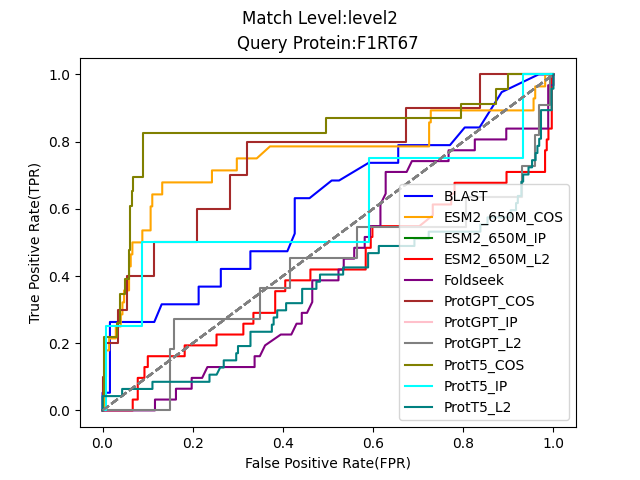 Match Level:level2
Query Protein:F1RT67
True Positive Rate(TPR)
1.0
0.8
0.6
0.4
0.2
0.0
BLAST
ESM2_650M_COS
ESM2_650M_IP
ESM2_650M_L2
Foldseek
ProtGPT_COS
ProtGPT_IP
ProtGPT_L2
ProtT5_COS
ProtT5_IP
ProtT5_L2
0.0 0.2 0.4 0.6 0.8 1.0
False Positive Rate(FPR)